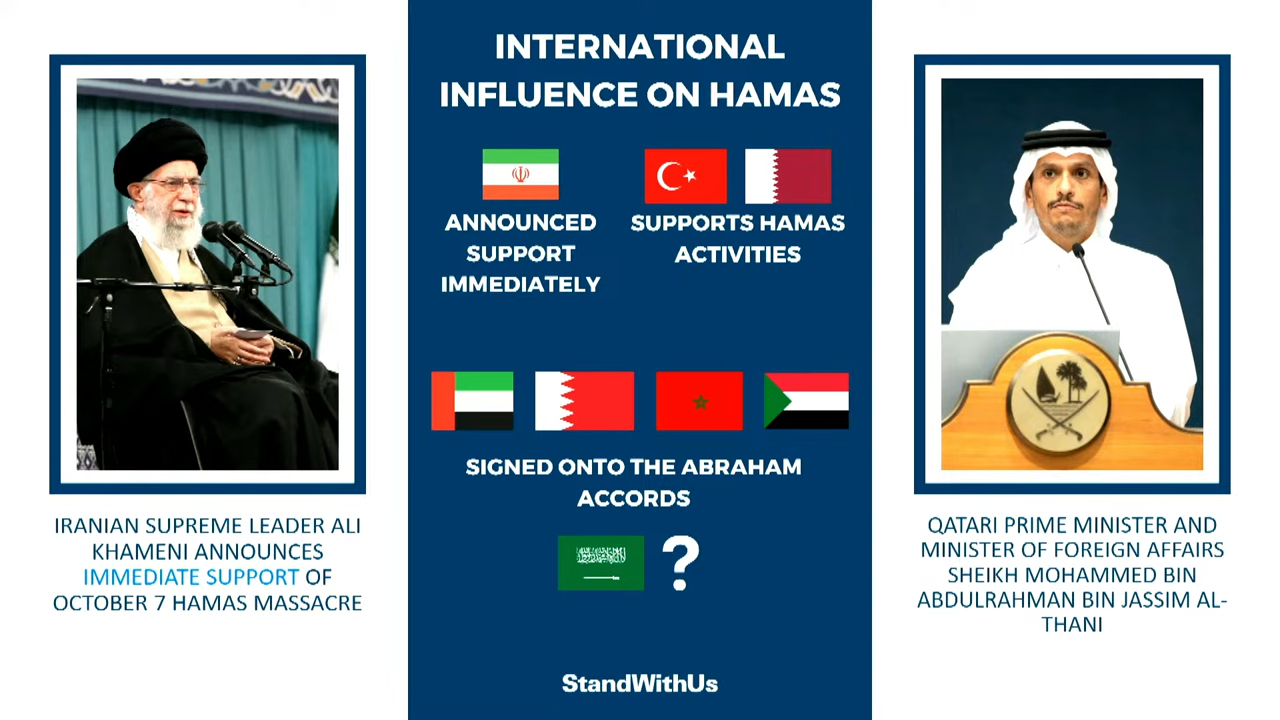 INTERNATIONAL
INFLUENCE ON HAMAS
ANNOUNCED
SUPPORT
IMMEDIATELY
SUPPORTS HAMAS
ACTIVITIES
SIGNED ONTO THE ABRAHAM
ACCORDS
?
StandWithUs
IRANIAN SUPREME LEADER ALI
KHAMENI ANNOUNCES
IMMEDIATE SUPPORT OF
OCTOBER 7 HAMAS MASSACRE
QATARI PRIME MINISTER AND
MINISTER OF FOREIGN AFFAIRS
SHEIKH MOHAMMED BIN
ABDULRAHMAN BIN JASSIM AL-
THANI